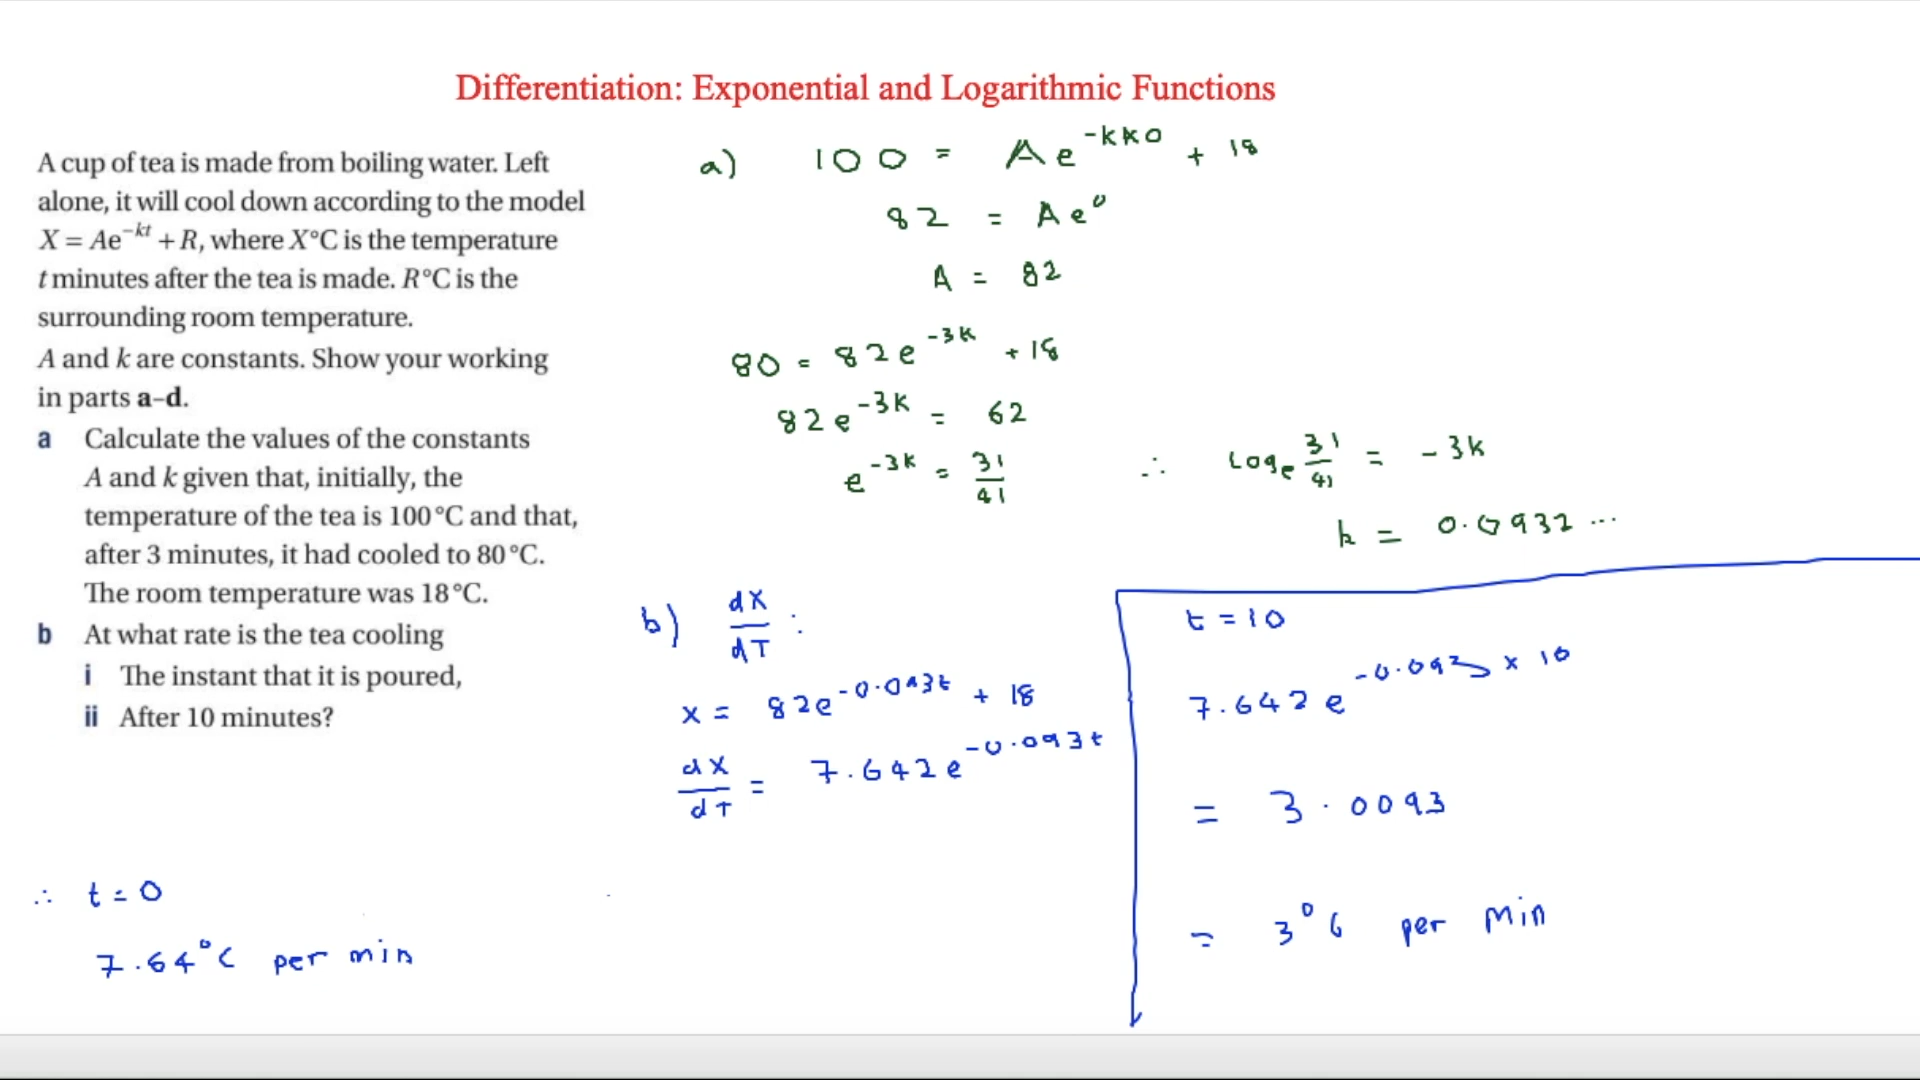 Differentiation: Exponential and Logarithmic Functions
A cup of tea is made from boiling water. Left
alone, it will cool down according to the model
X = Ae^{-kt} + R, where X°C is the temperature
t minutes after the tea is made. R°C is the
surrounding room temperature.
A and k are constants. Show your working
in parts a–d.
a Calculate the values of the constants
A and k given that, initially, the
temperature of the tea is 100°C and that,
after 3 minutes, it had cooled to 80°C.
The room temperature was 18°C.
b At what rate is the tea cooling
i The instant that it is poured,
ii After 10 minutes?
a) 100 = Ae^{-k×0} + 18
82 = Ae^0
A = 82
80 = 82e^{-3k} + 18
82e^{-3k} = 62
e^{-3k} = 31/41
∴ Log_e 31/41 = -3k
k = 0.0932...
b) dX/dT :
x = 82e^{-0.093t} + 18
dX/dT = 7.642e^{-0.093t}
∴ t = 0
7.64°C per min
t = 10
7.642e^{-0.093 × 10}
= 3.0093
= 3°C per min